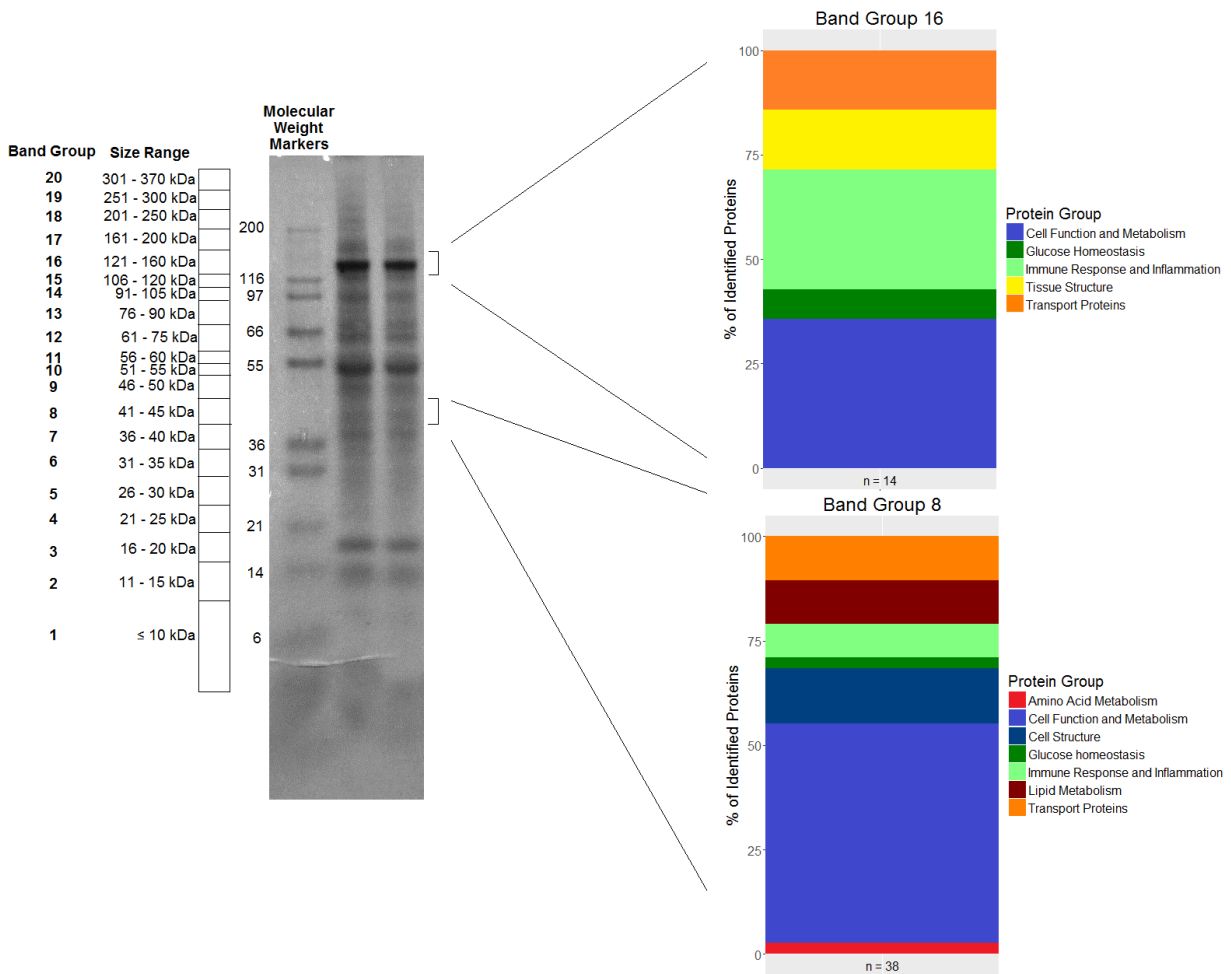 Band Group Size Range
20 301 - 370 kDa
19 251 - 300 kDa
18 201 - 250 kDa
17 161 - 200 kDa
16 121 - 160 kDa
15 106 - 120 kDa
14 91- 105 kDa
13 76 - 90 kDa
12 61 - 75 kDa
11 56 - 60 kDa
10 51 - 55 kDa
9 46 - 50 kDa
8 41 - 45 kDa
7 36 - 40 kDa
6 31 - 35 kDa
5 26 - 30 kDa
4 21 - 25 kDa
3 16 - 20 kDa
2 11 - 15 kDa
1 ≤ 10 kDa
Molecular
Weight
Markers
200
116
97
66
55
36
31
21
14
6
Band Group 16
% of Identified Proteins
100
75
50
25
0
n = 14
Protein Group
Cell Function and Metabolism
Glucose Homeostasis
Immune Response and Inflammation
Tissue Structure
Transport Proteins
Band Group 8
% of Identified Proteins
100
75
50
25
0
n = 38
Protein Group
Amino Acid Metabolism
Cell Function and Metabolism
Cell Structure
Glucose homeostasis
Immune Response and Inflammation
Lipid Metabolism
Transport Proteins